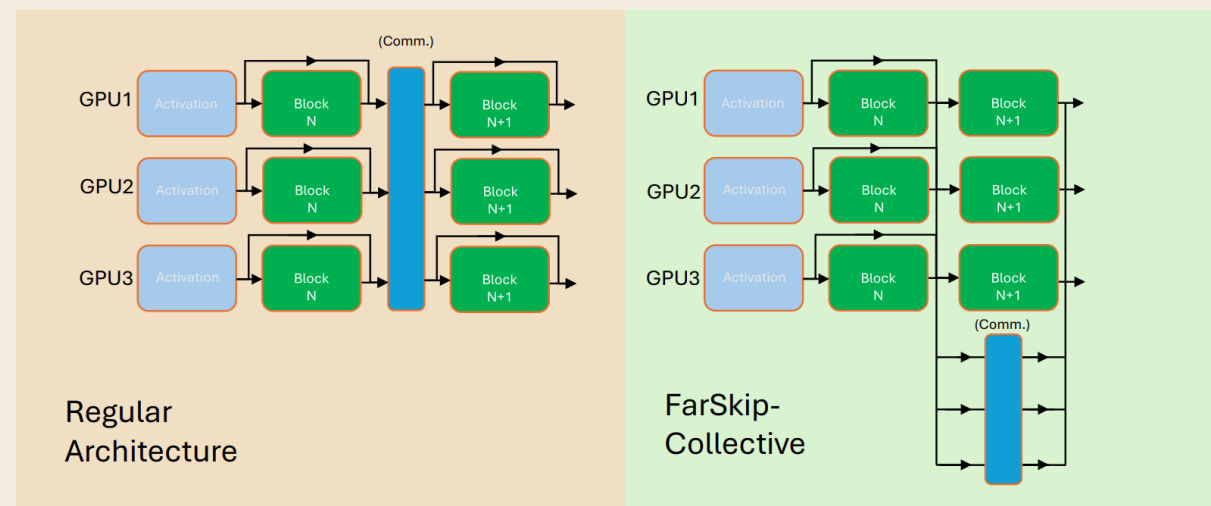 (Comm.)
GPU1
Activation
Block
N
Block
N+1
GPU2
Activation
Block
N
Block
N+1
GPU3
Activation
Block
N
Block
N+1
Regular
Architecture
GPU1
Activation
Block
N
Block
N+1
GPU2
Activation
Block
N
Block
N+1
GPU3
Activation
Block
N
Block
N+1
(Comm.)
FarSkip-
Collective